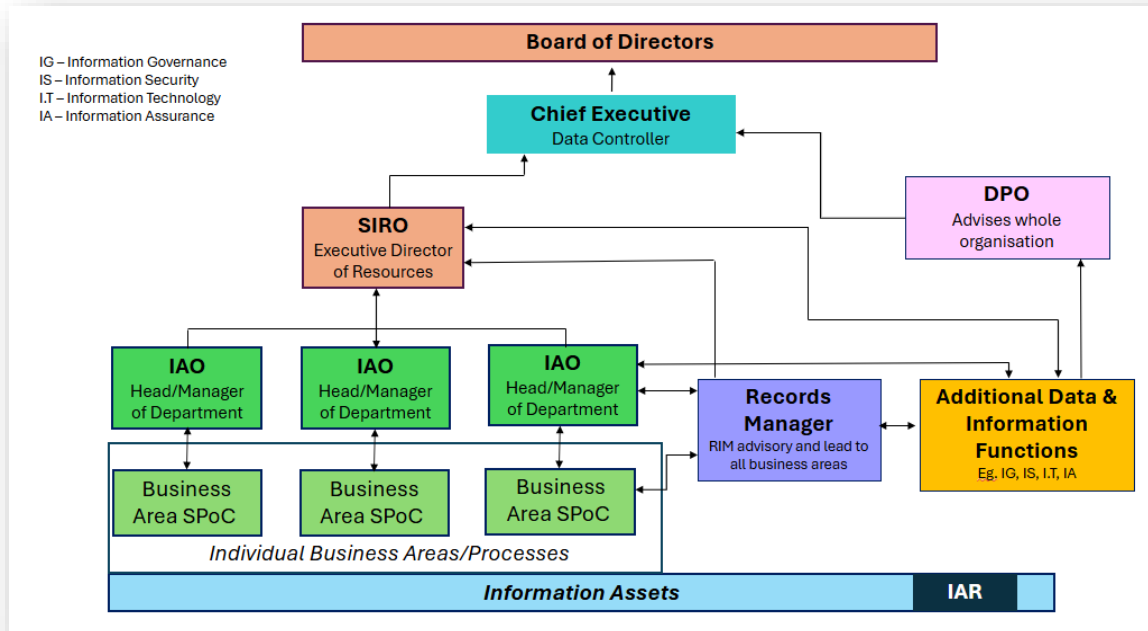 Board of Directors
IG – Information Governance
IS – Information Security
I.T – Information Technology
IA – Information Assurance
Chief Executive
Data Controller
DPO
Advises whole
organisation
SIRO
Executive Director
of Resources
IAO
Head/Manager
of Department
IAO
Head/Manager
of Department
IAO
Head/Manager
of Department
Records
Manager
RIM advisory and lead to
all business areas
Additional Data &
Information
Functions
Eg, IG, IS, I.T, IA
Business
Area SPoC
Business
Area SPoC
Business
Area SPoC
Individual Business Areas/Processes
Information Assets
IAR